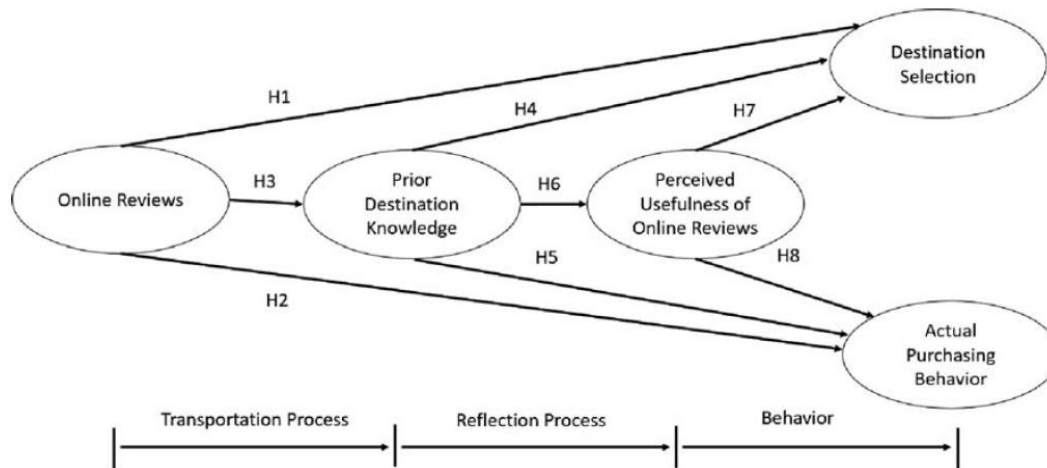 Destination
Selection
H1
H4
H7
Online Reviews
H3
Prior
Destination
Knowledge
H6
Perceived
Usefulness of
Online Reviews
H2
H5
H8
Actual
Purchasing
Behavior
Transportation Process
Reflection Process
Behavior